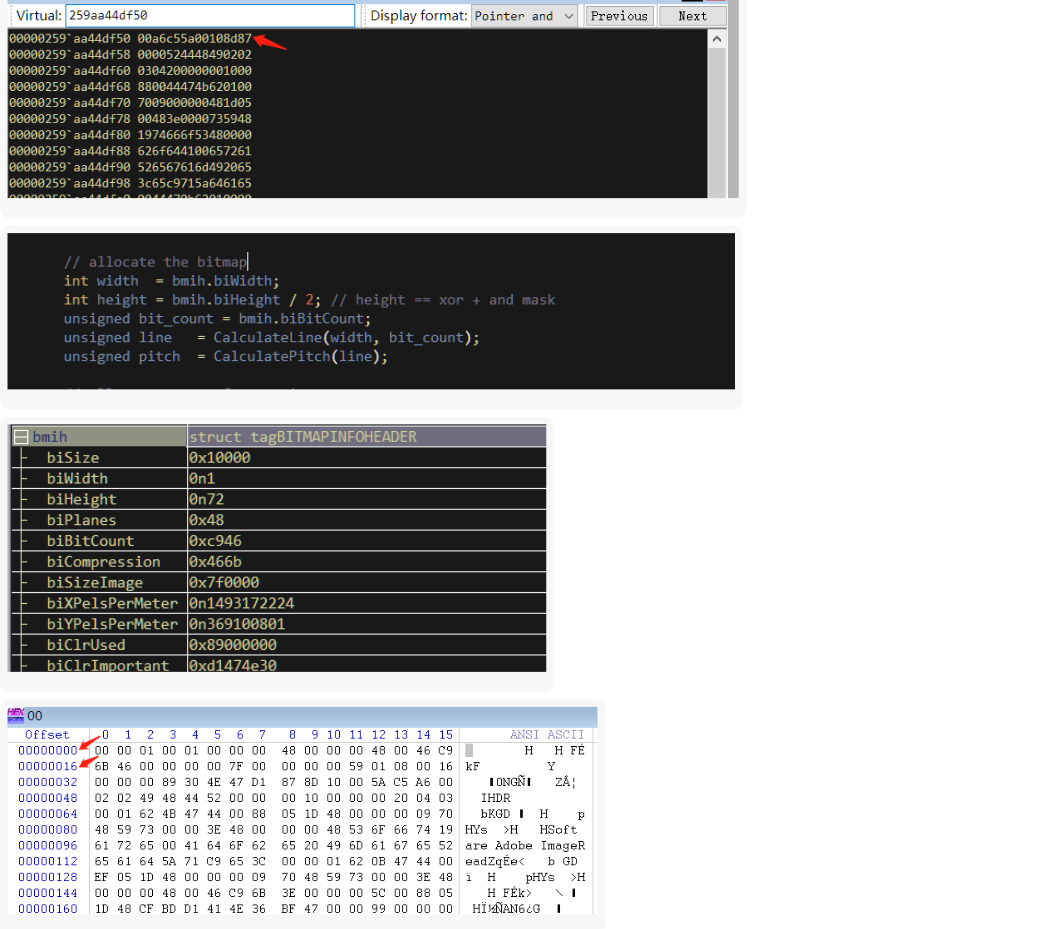 Virtual: 259aa44df50 Display format: Pointer and Previous Next
00000259`aa44df50 00a6c55a00108d87
00000259`aa44df58 0000524448490202
00000259`aa44df60 0304200000001000
00000259`aa44df68 880044474b620100
00000259`aa44df70 7009000000481d05
00000259`aa44df78 00483e0000735948
00000259`aa44df80 1974666f53480000
00000259`aa44df88 626f644100657261
00000259`aa44df90 526567616d492065
00000259`aa44df98 3c65c9715a646165
// allocate the bitmap
int width = bmih.biWidth;
int height = bmih.biHeight / 2; // height == xor + and mask
unsigned bit_count = bmih.biBitCount;
unsigned line = CalculateLine(width, bit_count);
unsigned pitch = CalculatePitch(line);
bmih struct tagBITMAPINFOHEADER
biSize 0x10000
biWidth 0n1
biHeight 0n72
biPlanes 0x48
biBitCount 0xc946
biCompression 0x466b
biSizeImage 0x7f0000
biXPelsPerMeter 0n1493172224
biYPelsPerMeter 0n369100801
biClrUsed 0x89000000
biClrImportant 0xd1474e30
00
Offset 0 1 2 3 4 5 6 7 8 9 10 11 12 13 14 15 ANSI ASCII
00000000 00 00 01 00 01 00 00 00 48 00 00 00 48 00 46 C9 H H FÉ
00000016 6B 46 00 00 00 00 7F 00 00 00 00 59 01 08 00 16 kF Y
00000032 00 00 00 89 30 4E 47 D1 87 8D 10 00 5A C5 A6 00 0NGÑ ZÅ¦
00000048 02 02 49 48 44 52 00 00 00 10 00 00 00 20 04 03 IHDR
00000064 00 01 62 4B 47 44 00 88 05 1D 48 00 00 00 09 70 bKGD H p
00000080 48 59 73 00 00 3E 48 00 00 00 48 53 6F 66 74 19 HYs >H HSoft
00000096 61 72 65 00 41 64 6F 62 65 20 49 6D 61 67 65 52 are Adobe ImageR
00000112 65 61 64 5A 71 C9 65 3C 00 00 01 62 0B 47 44 00 eadZqÉe< b GD
00000128 EF 05 1D 48 00 00 00 09 70 48 59 73 00 00 3E 48 ï H pHYs >H
00000144 00 00 00 48 00 46 C9 6B 3E 00 00 00 5C 00 88 05 H FÉk> \
00000160 1D 48 CF BD D1 41 4E 36 BF 47 00 00 99 00 00 00 HÏ½ÑAN6¿G